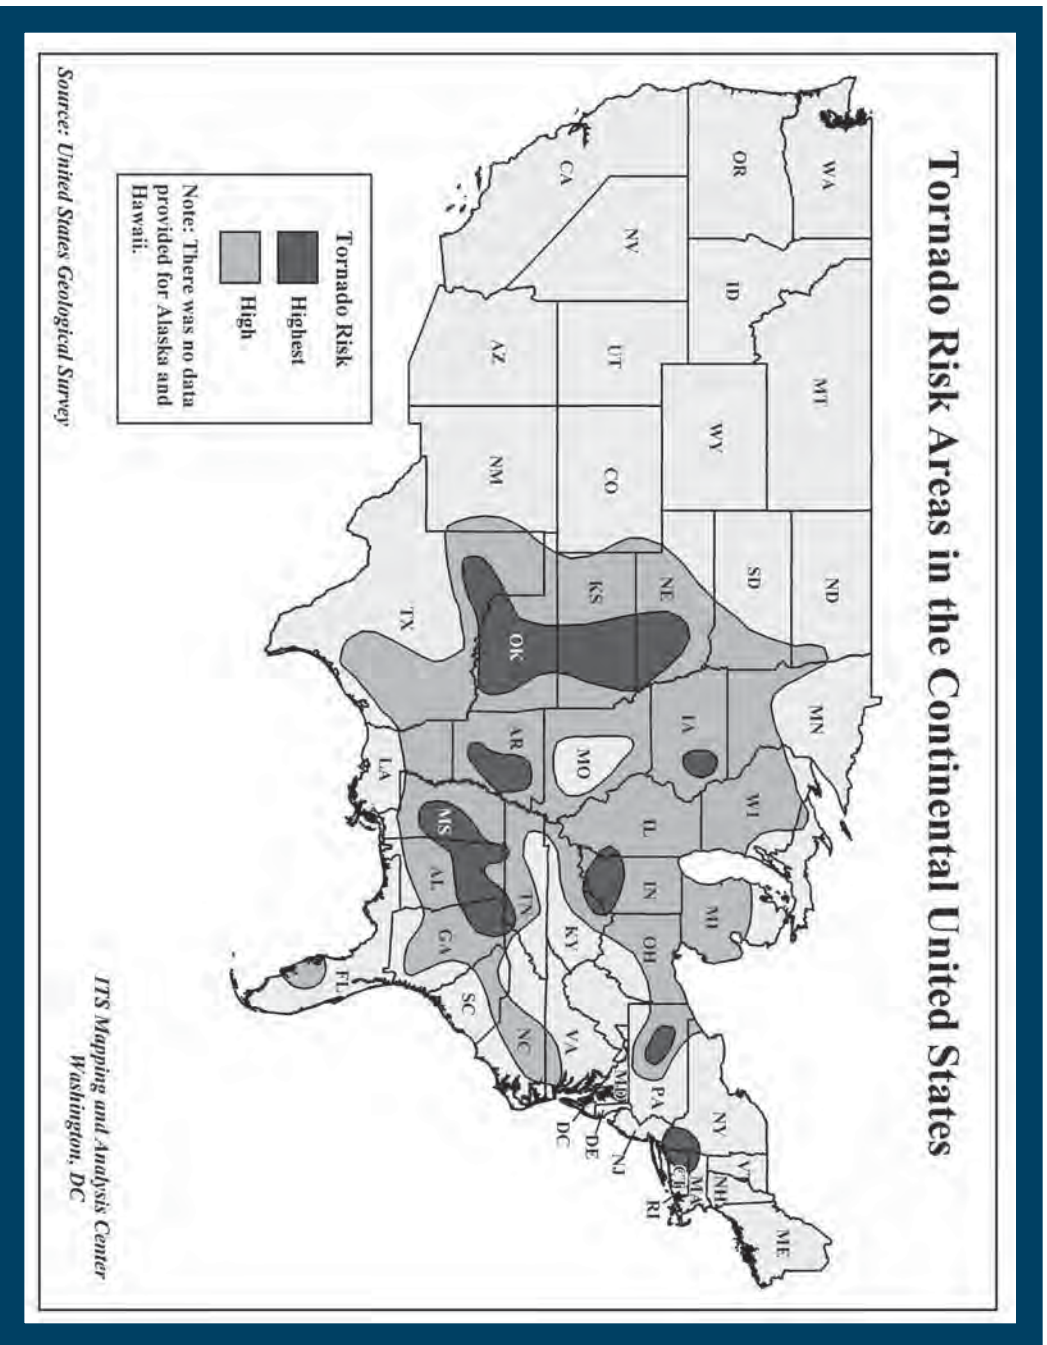 Tornado Risk Areas in the Continental United States
WA
OR
CA
NV
ID
MT
WY
UT
AZ
CO
NM
ND
SD
NE
KS
OK
TX
MN
IA
MO
AR
LA
WI
IL
IN
MI
OH
KY
TN
MS
AL
GA
FL
SC
NC
VA
MD
PA
NY
VT
NH
MA
CT
ME
RI
NJ
DE
DC
Tornado Risk
Highest
High
Note: There was no data
provided for Alaska and
Hawaii.
Source: United States Geological Survey
ITS Mapping and Analysis Center
Washington, DC